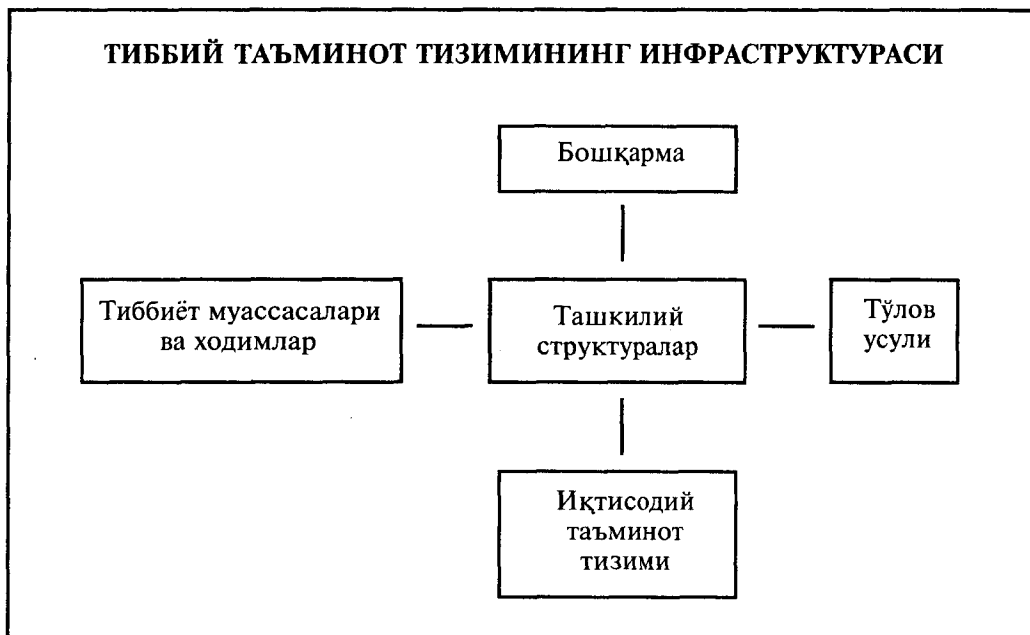 ТИББИЙ ТАЪМИНОТ ТИЗИМИНИНГ ИНФРАСТРУКТУРАСИ
Бошқарма
Тиббиёт муассасалари
ва ходимлар
Ташкилий
структуралар
Тўлов
усули
Иқтисодий
таъминот
тизими